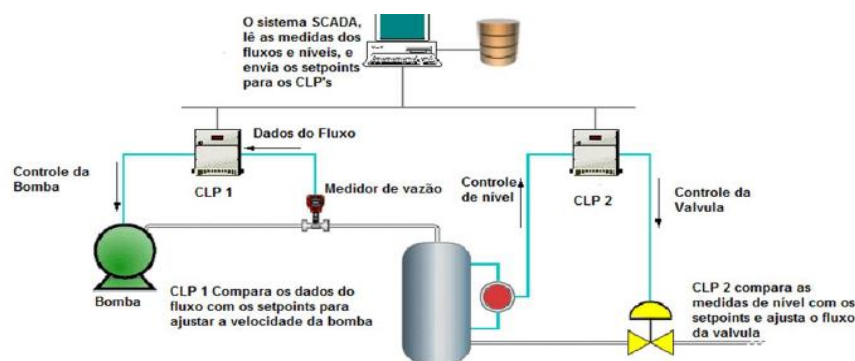 O sistema SCADA,
lê as medidas dos
fluxos e níveis, e
envia os setpoints
para os CLP's
Dados do Fluxo
Controle da
Bomba
CLP 1
Medidor de vazão
Controle
de nível
CLP 2
Controle da
Valvula
Bomba
CLP 1 Compara os dados do
fluxo com os setpoints para
ajustar a velocidade da bomba
CLP 2 compara as
medidas de nível com os
setpoints e ajusta o fluxo
da valvula